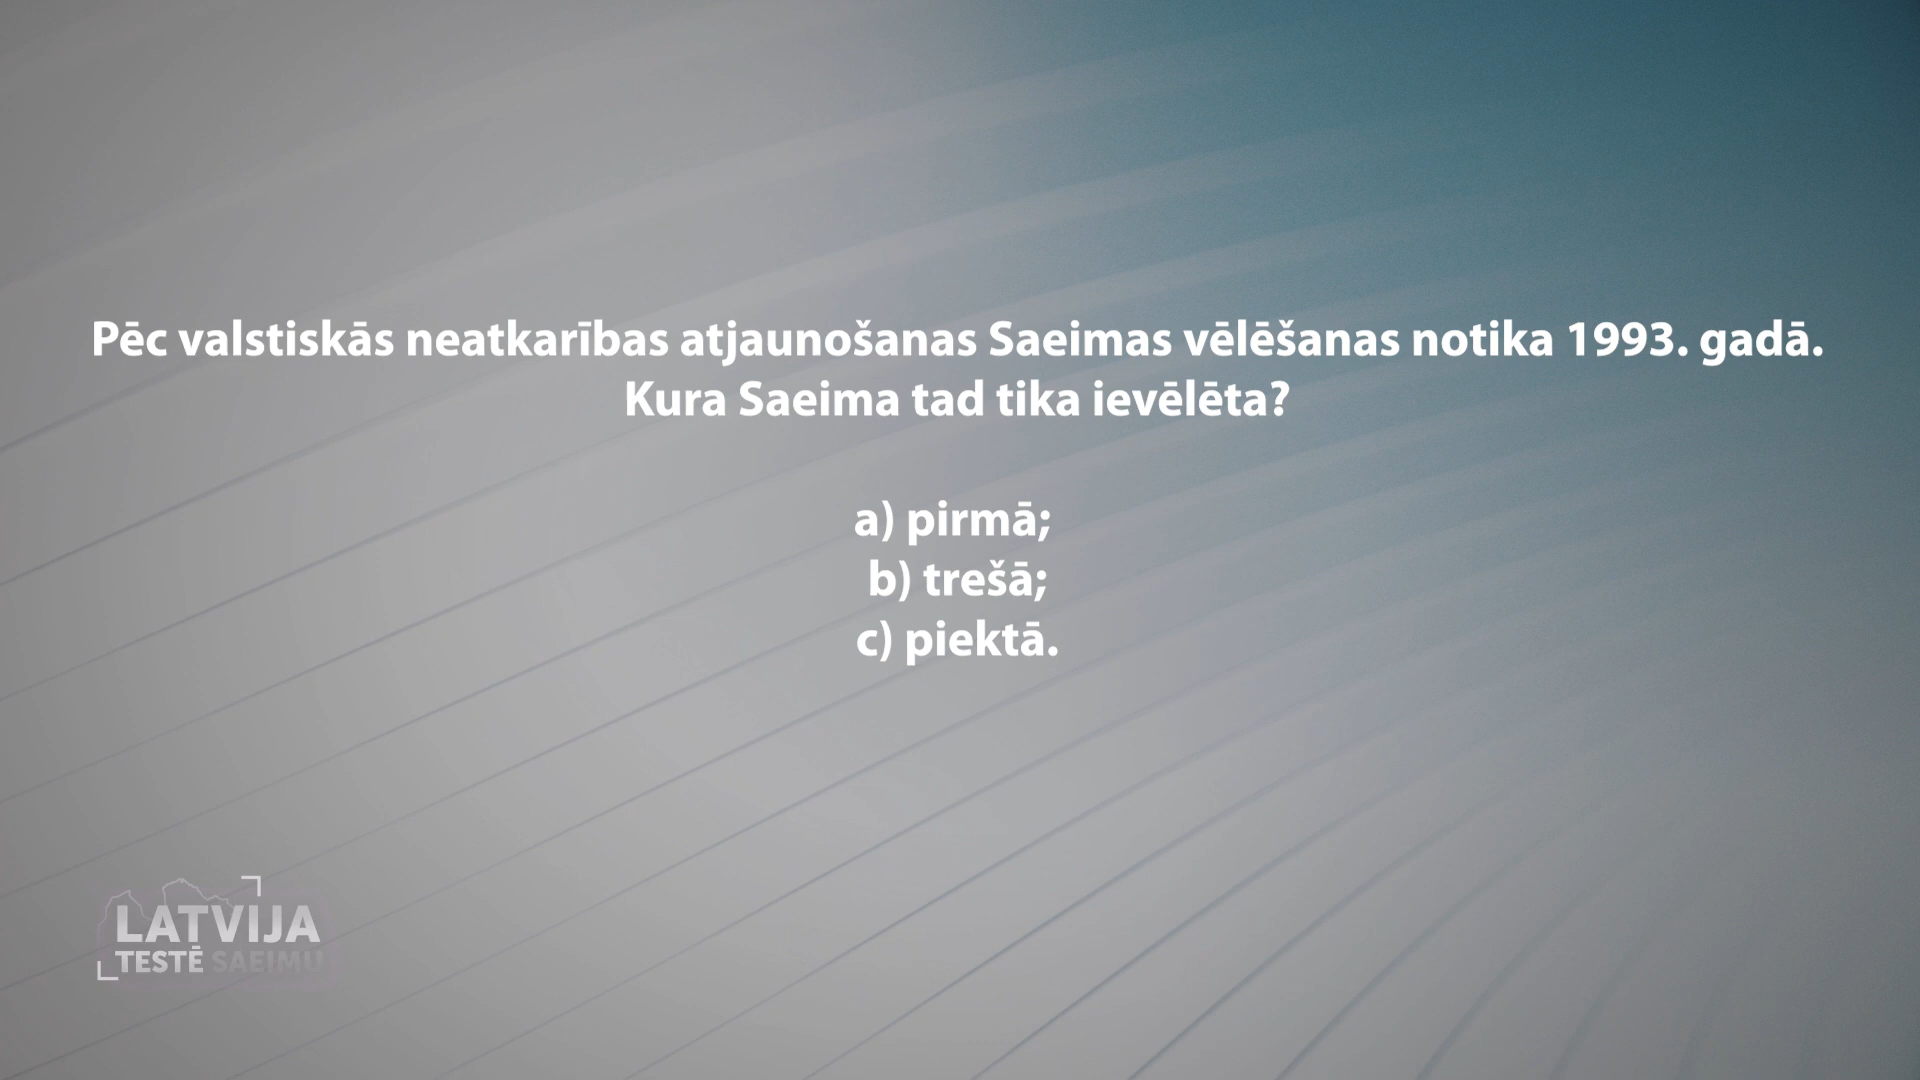 Pēc valstiskās neatkarības atjaunošanas Saeimas vēlēšanas notika 1993. gadā.
Kura Saeima tad tika ievēlēta?
a) pirmā;
b) trešā;
c) piektā.
LATVIJA
TESTĒ SAEIMU